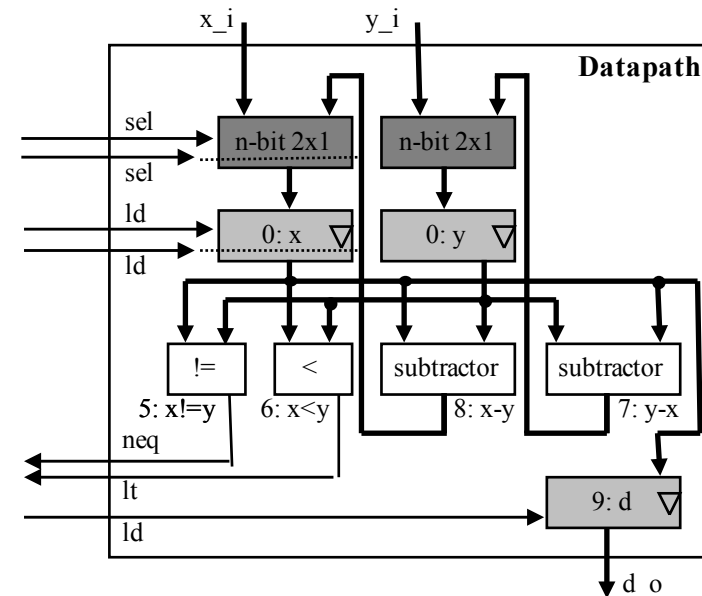 x_i y_i
Datapath
sel
n-bit 2x1 n-bit 2x1
sel
ld
0: x 0: y
ld
!= < subtractor subtractor
5: x!=y 6: x<y 8: x-y 7: y-x
neq
lt
9: d
ld
d_o